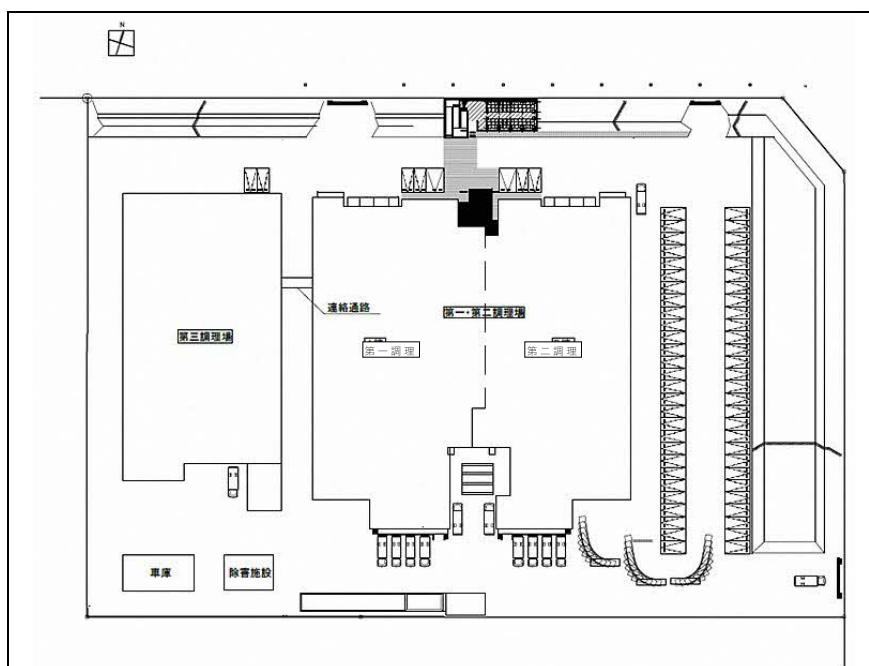 N
連絡通路
第一・第二調理場
第三調理場
第一調理
第二調理
車庫
除害施設